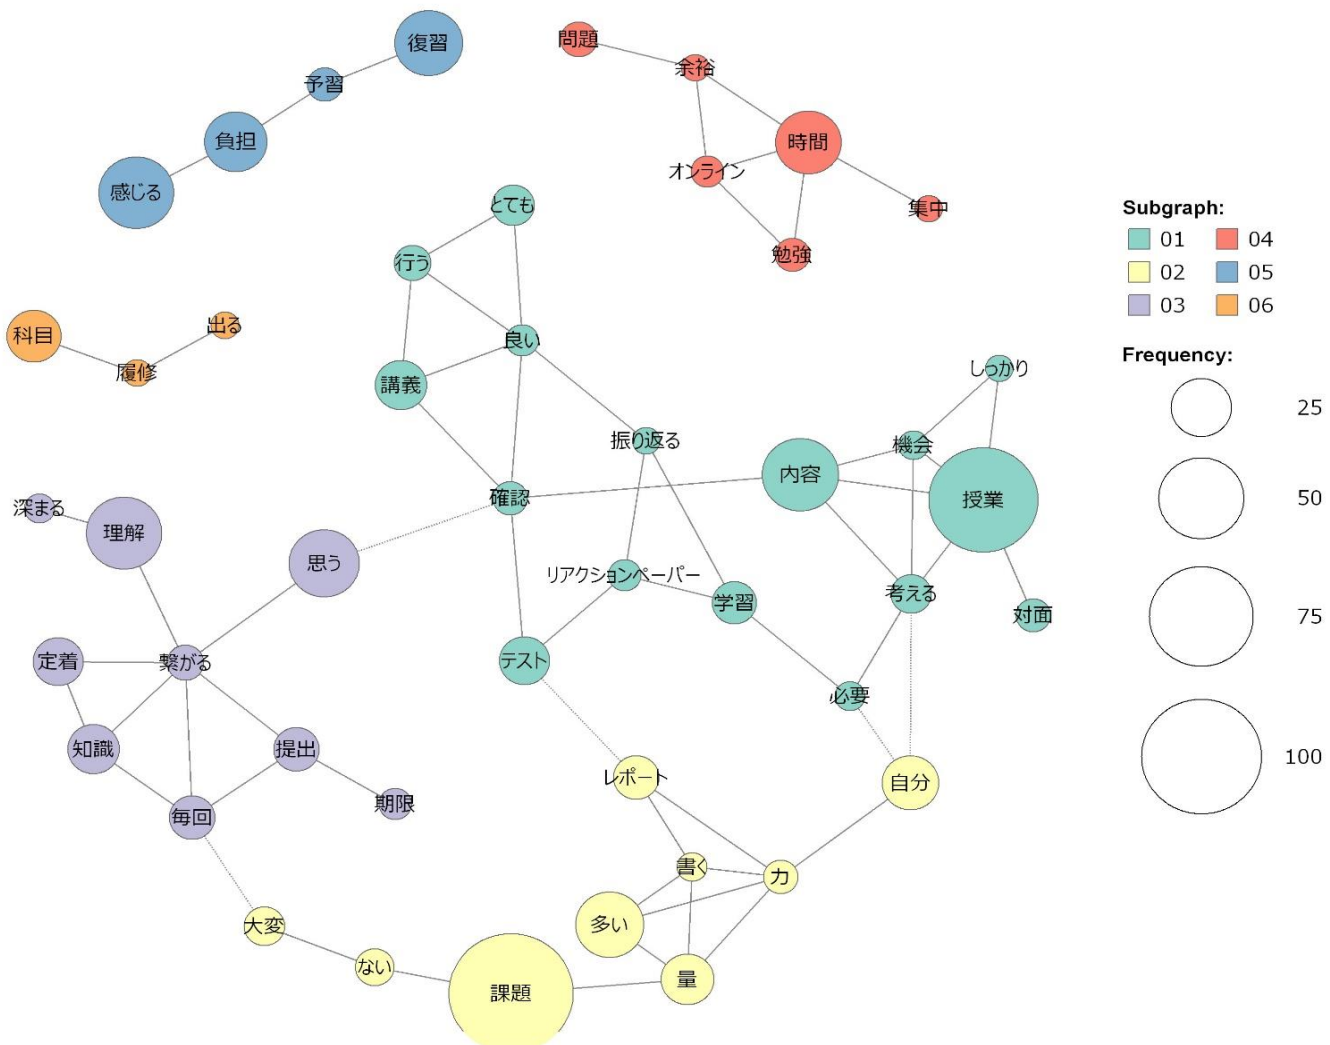 復習
予習
負担
感じる
問題
余裕
時間
オンライン
集中
勉強
とても
行う
良い
講義
科目
履修
出る
しっかり
振り返る
機会
内容
授業
確認
深まる
理解
思う
リアクションペーパー
学習
考える
対面
定着
繋がる
テスト
必要
知識
提出
毎回
期限
レポート
自分
書く
力
多い
大変
ない
量
課題
Subgraph:
01 04
02 05
03 06
Frequency:
25
50
75
100